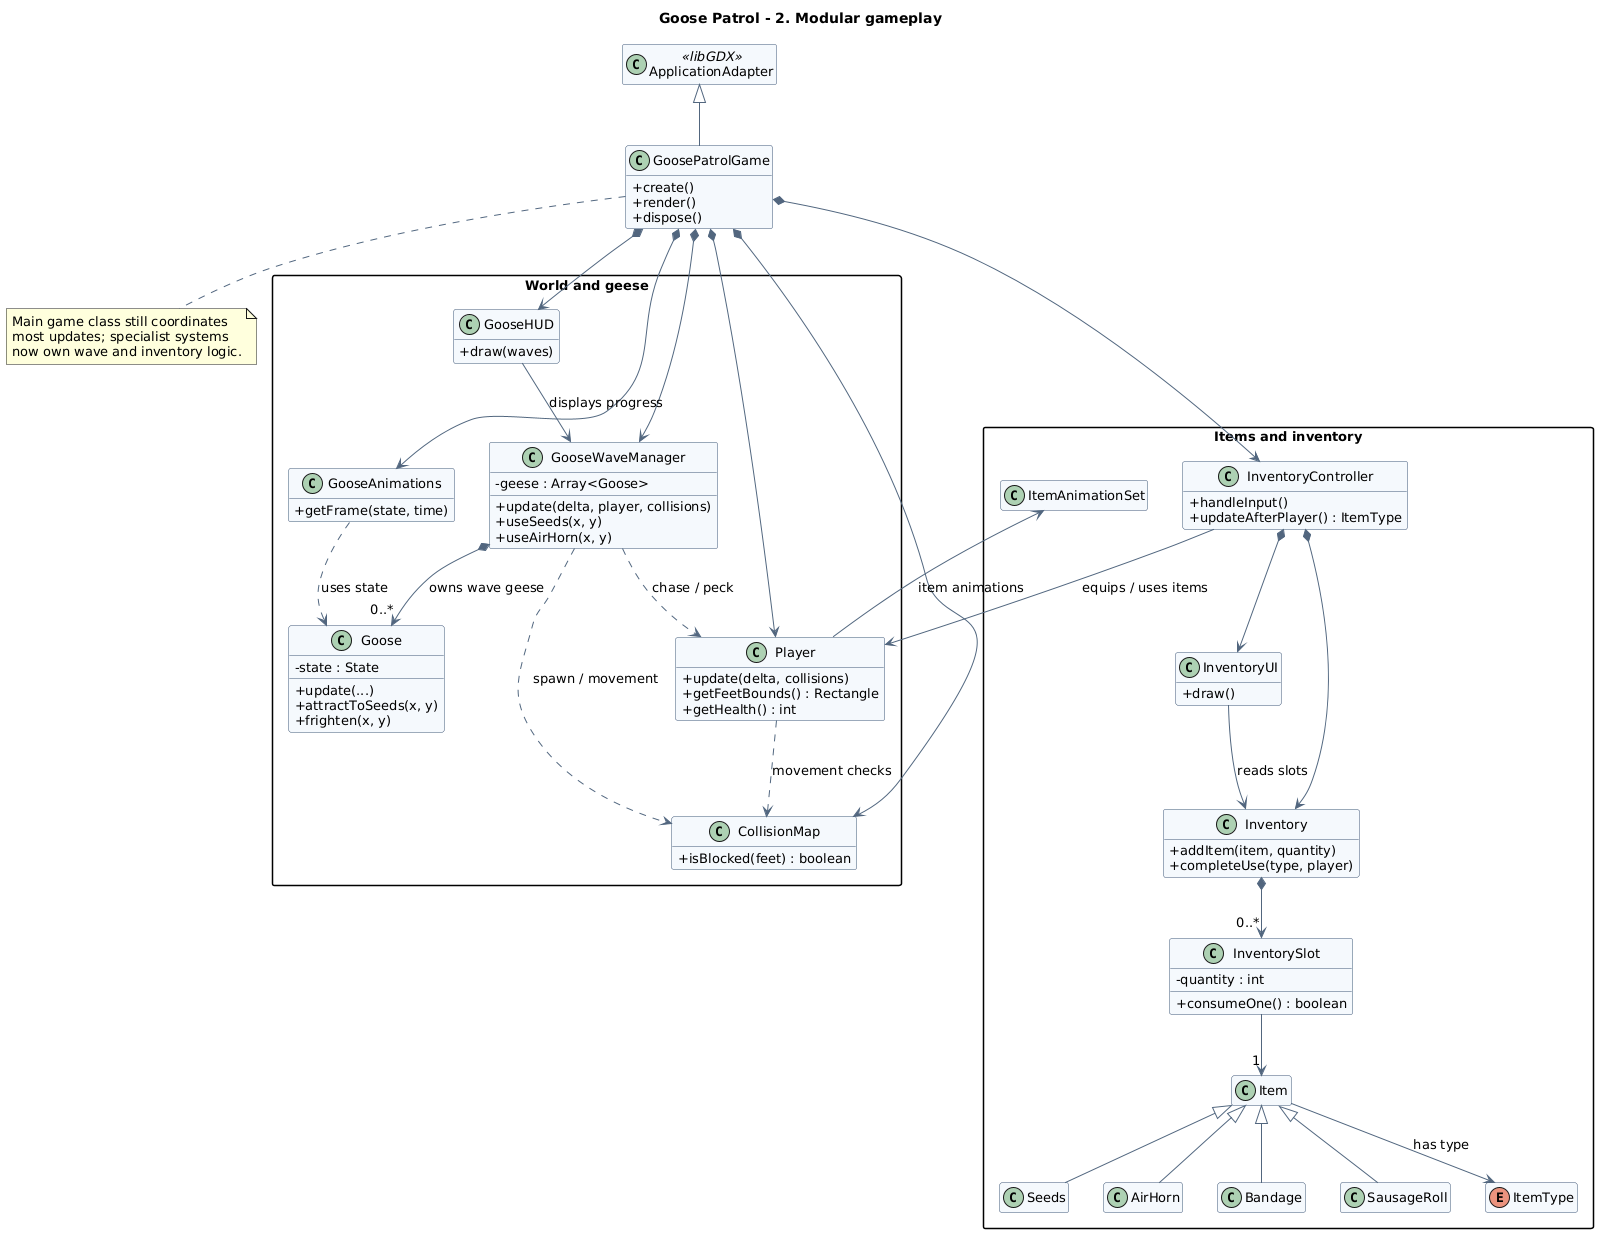 Goose Patrol - 2. Modular gameplay
«libGDX»
C
ApplicationAdapter
C GoosePatrolGame
+create()
+render()
+dispose()
Main game class still coordinates
most updates; specialist systems
now own wave and inventory logic.
World and geese
C GooseHUD
+draw(waves)
displays progress
C GooseAnimations
+getFrame(state, time)
C GooseWaveManager
-geese : Array<Goose>
+update(delta, player, collisions)
+useSeeds(x, y)
+useAirHorn(x, y)
uses state
owns wave geese
0..*
chase / peck
C Goose
-state : State
+update(...)
+attractToSeeds(x, y)
+frighten(x, y)
spawn / movement
C Player
+update(delta, collisions)
+getFeetBounds() : Rectangle
+getHealth() : int
movement checks
C CollisionMap
+isBlocked(feet) : boolean
Items and inventory
C ItemAnimationSet
C InventoryController
+handleInput()
+updateAfterPlayer() : ItemType
item animations
equips / uses items
C InventoryUI
+draw()
reads slots
C Inventory
+addItem(item, quantity)
+completeUse(type, player)
0..*
C InventorySlot
-quantity : int
+consumeOne() : boolean
1
C Item
has type
C Seeds
C AirHorn
C Bandage
C SausageRoll
E ItemType